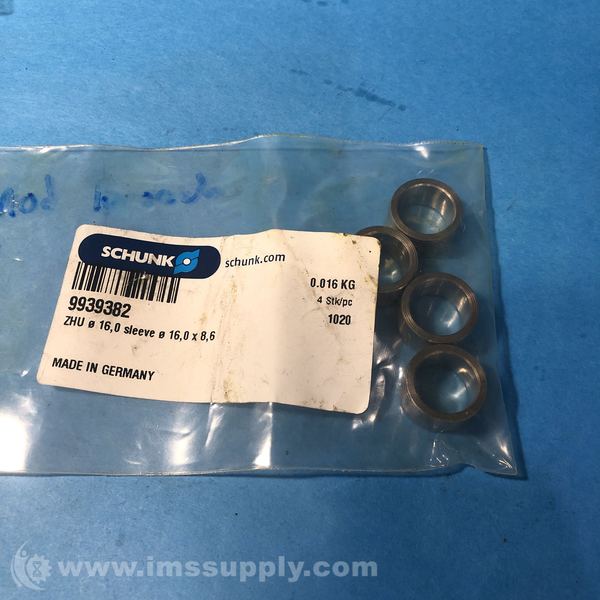 SCHUNK
schunk.com
9939382
0.016 KG
4 Stk/pc
ZHU ø 16,0 sleeve ø 16,0 x 8,6
1020
MADE IN GERMANY
www.imssupply.com